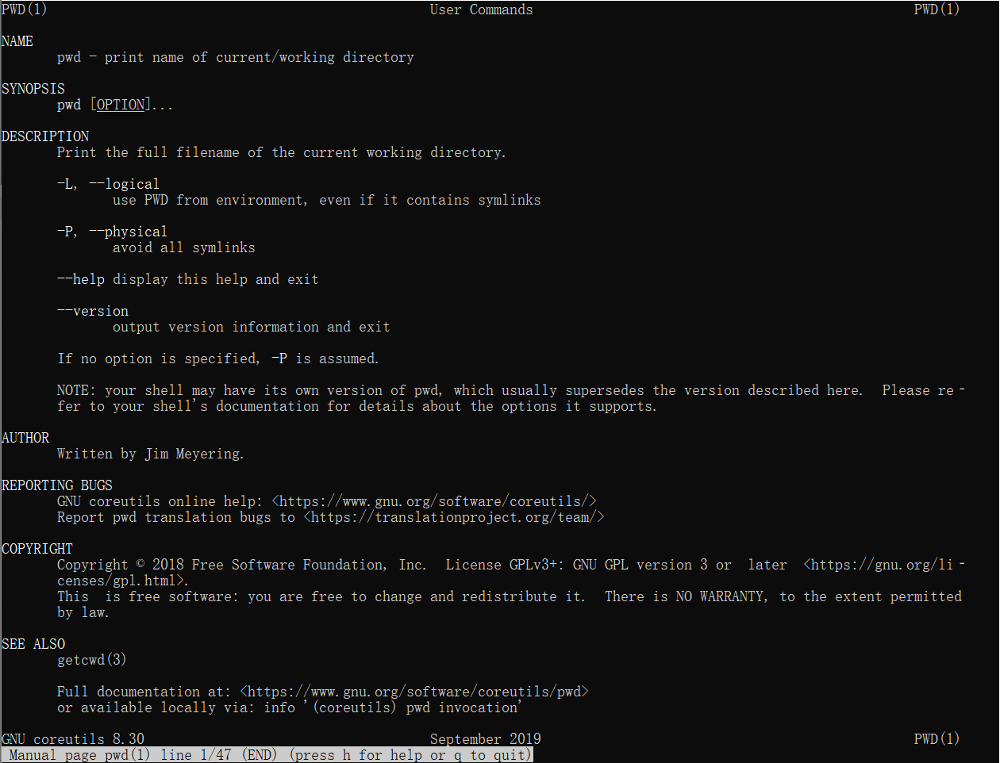 PWD(1) User Commands PWD(1)
NAME
pwd - print name of current/working directory
SYNOPSIS
pwd [OPTION]...
DESCRIPTION
Print the full filename of the current working directory.
-L, --logical
use PWD from environment, even if it contains symlinks
-P, --physical
avoid all symlinks
--help display this help and exit
--version
output version information and exit
If no option is specified, -P is assumed.
NOTE: your shell may have its own version of pwd, which usually supersedes the version described here.  Please re-
fer to your shell's documentation for details about the options it supports.
AUTHOR
Written by Jim Meyering.
REPORTING BUGS
GNU coreutils online help: <https://www.gnu.org/software/coreutils/>
Report pwd translation bugs to <https://translationproject.org/team/>
COPYRIGHT
Copyright © 2018 Free Software Foundation, Inc.  License GPLv3+: GNU GPL version 3 or  later  <https://gnu.org/li-
censes/gpl.html>.
This  is free software: you are free to change and redistribute it.  There is NO WARRANTY, to the extent permitted
by law.
SEE ALSO
getcwd(3)
Full documentation at: <https://www.gnu.org/software/coreutils/pwd>
or available locally via: info '(coreutils) pwd invocation'
GNU coreutils 8.30 September 2019 PWD(1)
Manual page pwd(1) line 1/47 (END) (press h for help or q to quit)